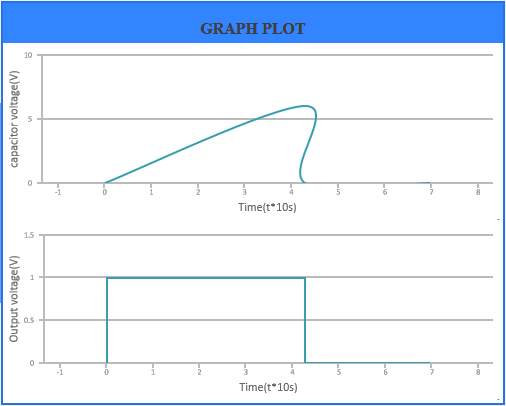 GRAPH PLOT
capacitor voltage(V)
10
5
0
-1 0 1 2 3 4 5 6 7 8
Time(t*10s)
Output voltage(V)
1.5
1
0.5
0
-1 0 1 2 3 4 5 6 7 8
Time(t*10s)